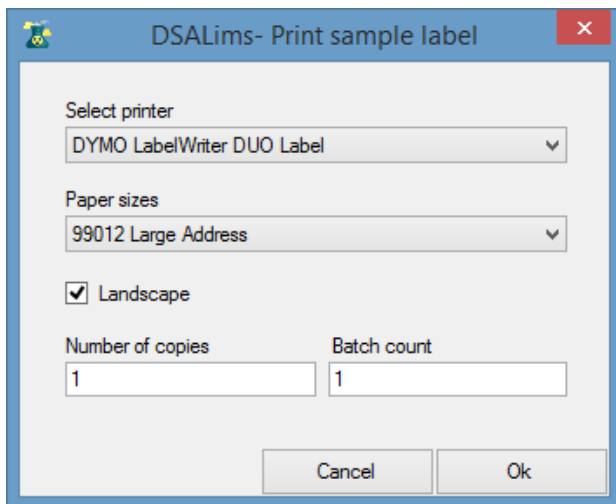 DSALims- Print sample label
Select printer
DYMO LabelWriter DUO Label
Paper sizes
99012 Large Address
Landscape
Number of copies Batch count
1 1
Cancel Ok